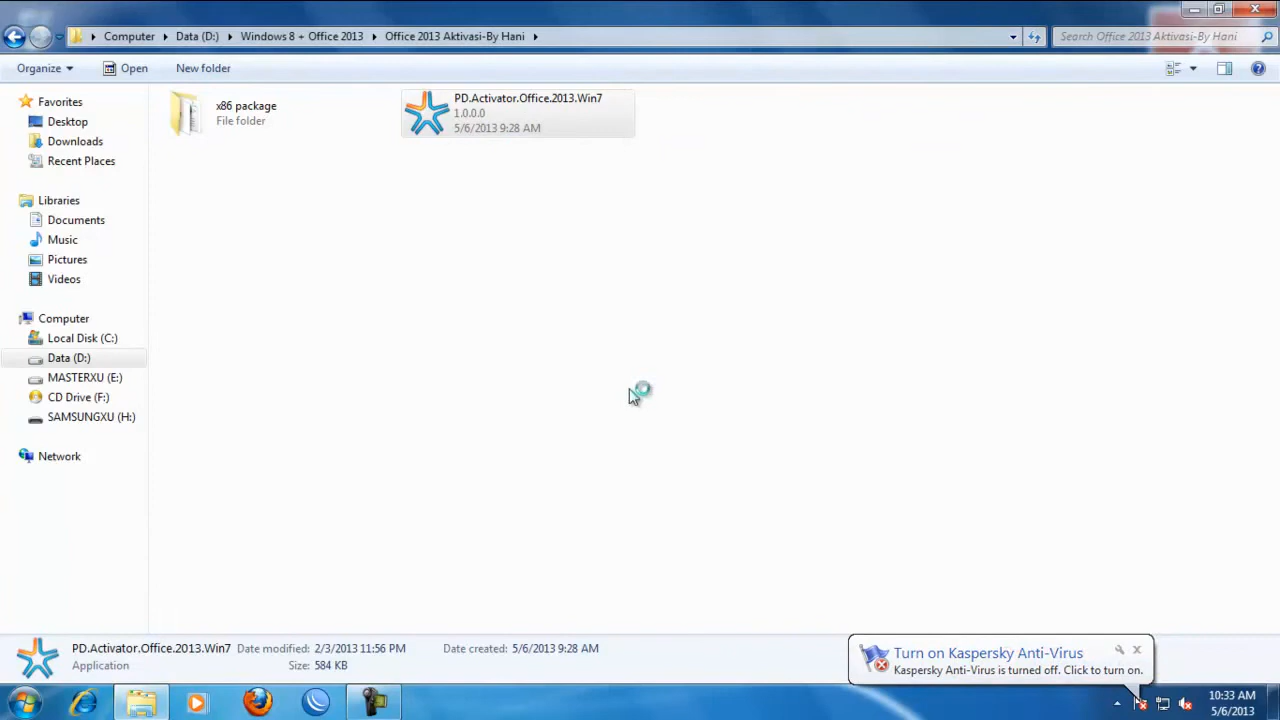 Computer Data (D:) Windows 8 + Office 2013 Office 2013 Aktivasi-By Hani
Search Office 2013 Aktivasi-By Hani
Organize Open New folder
Favorites
Desktop
Downloads
Recent Places
Libraries
Documents
Music
Pictures
Videos
Computer
Local Disk (C:)
Data (D:)
MASTERXU (E:)
CD Drive (F:)
SAMSUNGXU (H:)
Network
x86 package
File folder
PD.Activator.Office.2013.Win7
1.0.0.0
5/6/2013 9:28 AM
PD.Activator.Office.2013.Win7 Date modified: 2/3/2013 11:56 PM Date created: 5/6/2013 9:28 AM
Application Size: 584 KB
Turn on Kaspersky Anti-Virus
Kaspersky Anti-Virus is turned off. Click to turn on.
10:33 AM
5/6/2013